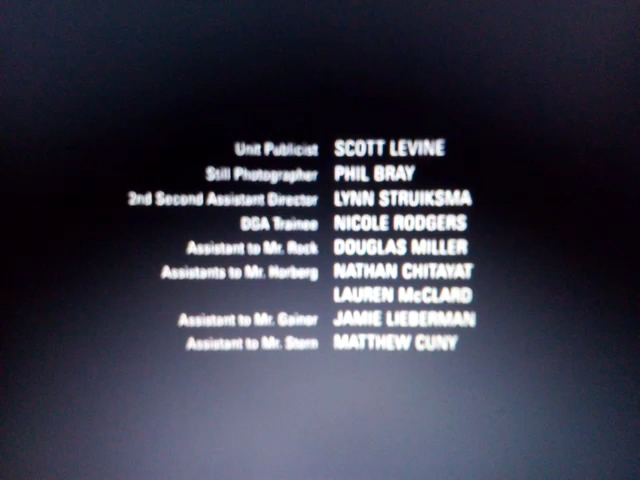 Unit Publicist SCOTT LEVINE
Still Photographer PHIL BRAY
2nd Second Assistant Director LYNN STRUIKSMA
DGA Trainee NICOLE RODGERS
Assistant to Mr. Rock DOUGLAS MILLER
Assistants to Mr. Horberg NATHAN CHITAYAT
LAUREN McCLARD
Assistant to Mr. Gainor JAMIE LIEBERMAN
Assistant to Mr. Stern MATTHEW CUNY